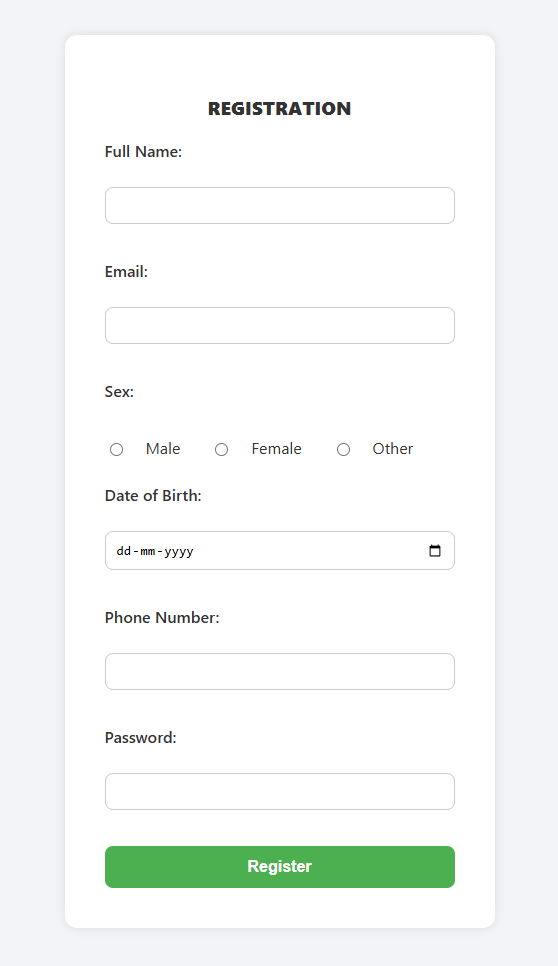 REGISTRATION
Full Name:
Email:
Sex:
Male Female Other
Date of Birth:
dd-mm-yyyy
Phone Number:
Password:
Register